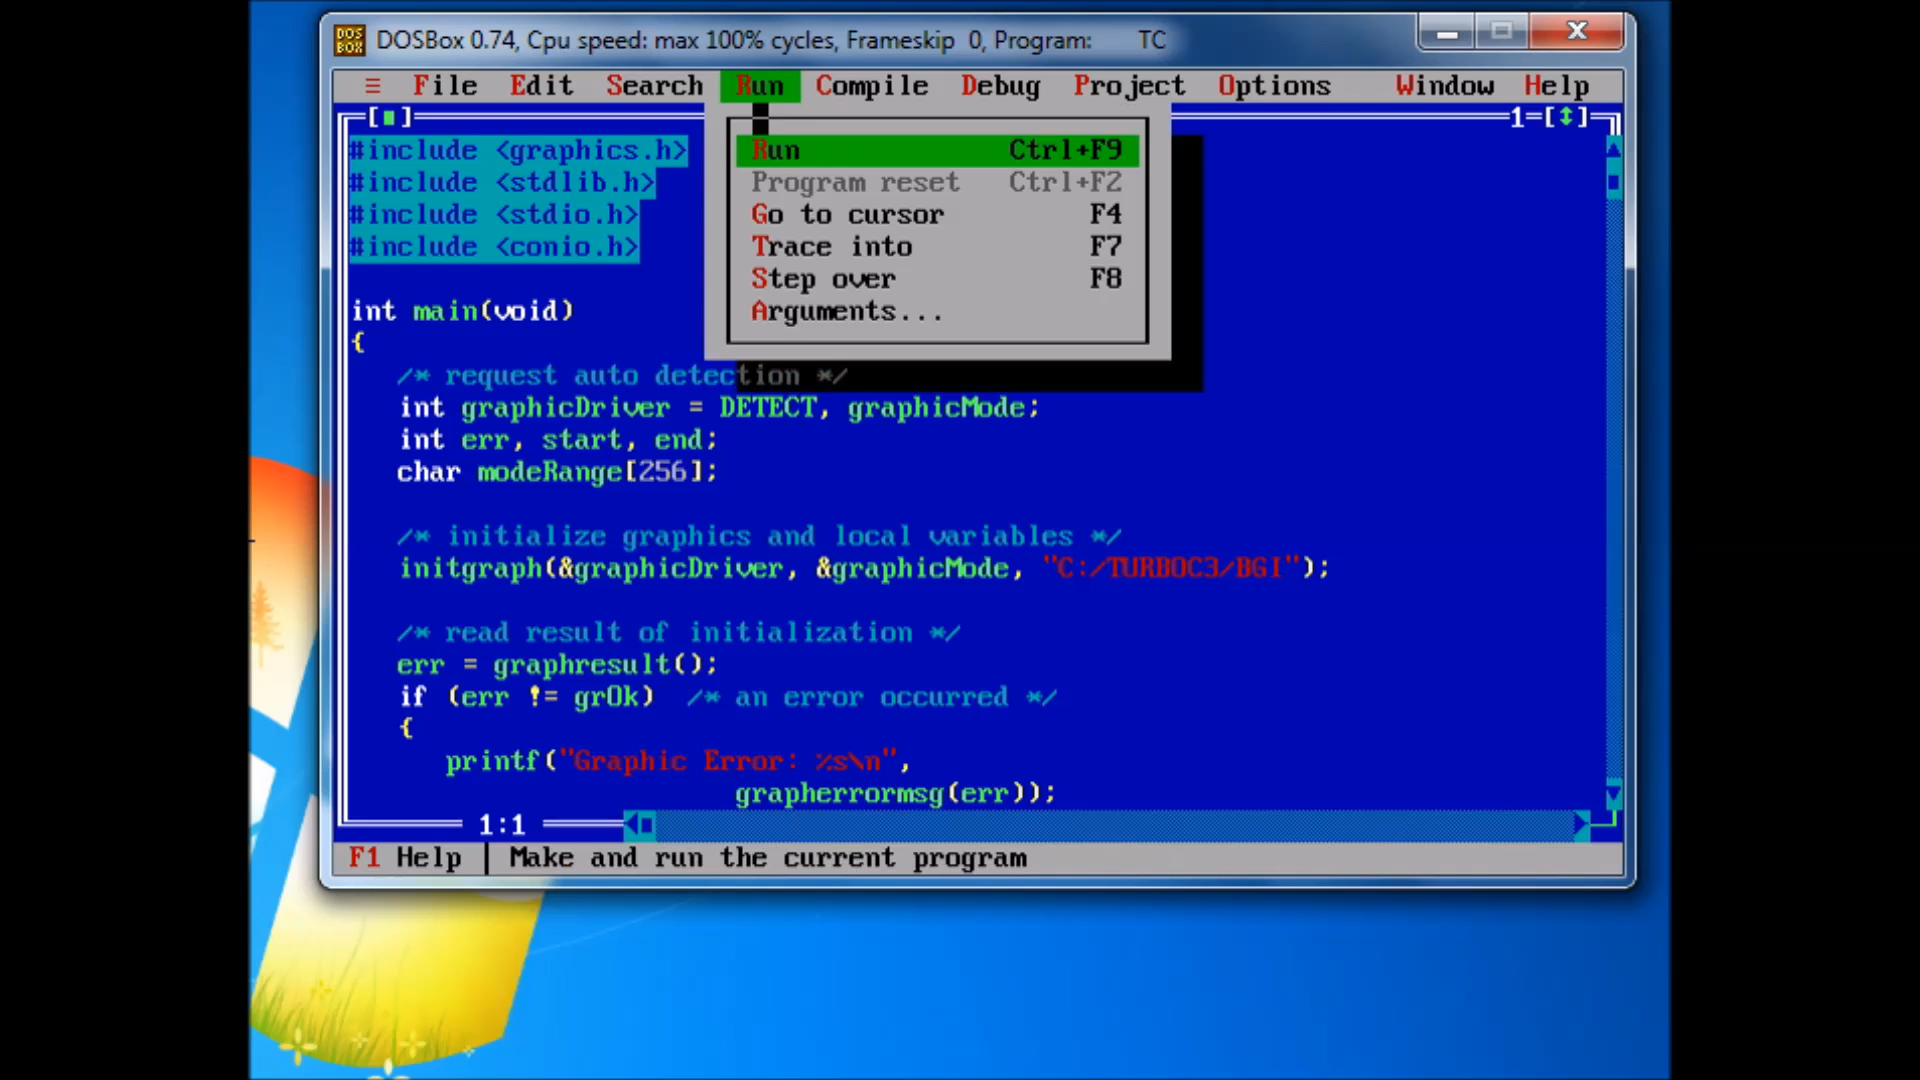 DOS
BOX
DOSBox 0.74, Cpu speed: max 100% cycles, Frameskip 0, Program: TC
≡ File Edit Search Run Compile Debug Project Options Window Help
1=[↕]
#include <graphics.h>
#include <stdlib.h>
#include <stdio.h>
#include <conio.h>
Run Ctrl+F9
Program reset Ctrl+F2
Go to cursor F4
Trace into F7
Step over F8
Arguments...
int main(void)
{
/* request auto detection */
int graphicDriver = DETECT, graphicMode;
int err, start, end;
char modeRange[256];
/* initialize graphics and local variables */
initgraph(&graphicDriver, &graphicMode, "C:/TURBOC3/BGI");
/* read result of initialization */
err = graphresult();
if (err != grOk) /* an error occurred */
{
printf("Graphic Error: %s\n",
grapherrormsg(err));
1:1
F1 Help | Make and run the current program